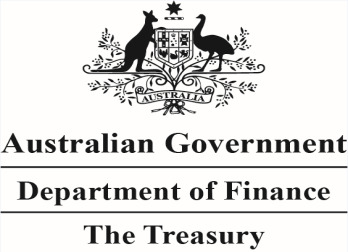 AUSTRALIA
Australian Government
Department of Finance
The Treasury